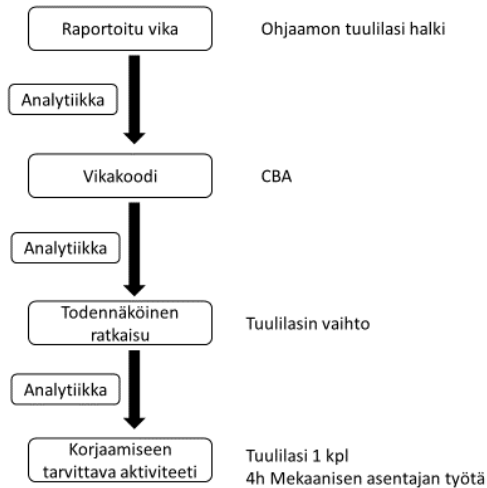 Raportoitu vika
Ohjaamon tuulilasi halki
Analytiikka
Vikakoodi
CBA
Analytiikka
Todennäköinen
ratkaisu
Tuulilasin vaihto
Analytiikka
Korjaamiseen
tarvittava aktiviteeti
Tuulilasi 1 kpl
4h Mekaanisen asentajan työtä